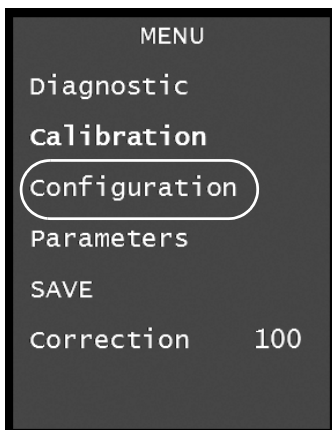 MENU
Diagnostic
Calibration
Configuration
Parameters
SAVE
Correction 100